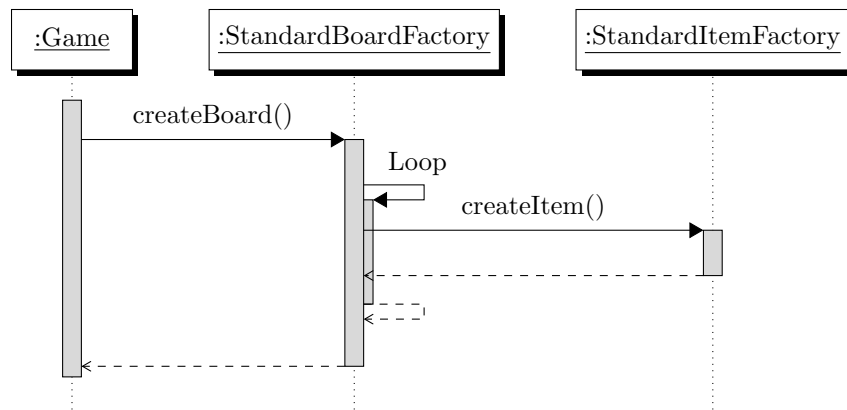 :Game
:StandardBoardFactory
:StandardItemFactory
createBoard()
Loop
createItem()